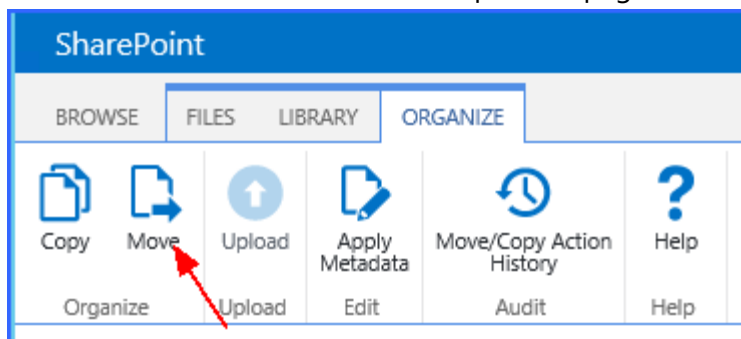 SharePoint
BROWSE FILES LIBRARY ORGANIZE
Copy Move Upload Apply Metadata Move/Copy Action History Help
Organize Upload Edit Audit Help